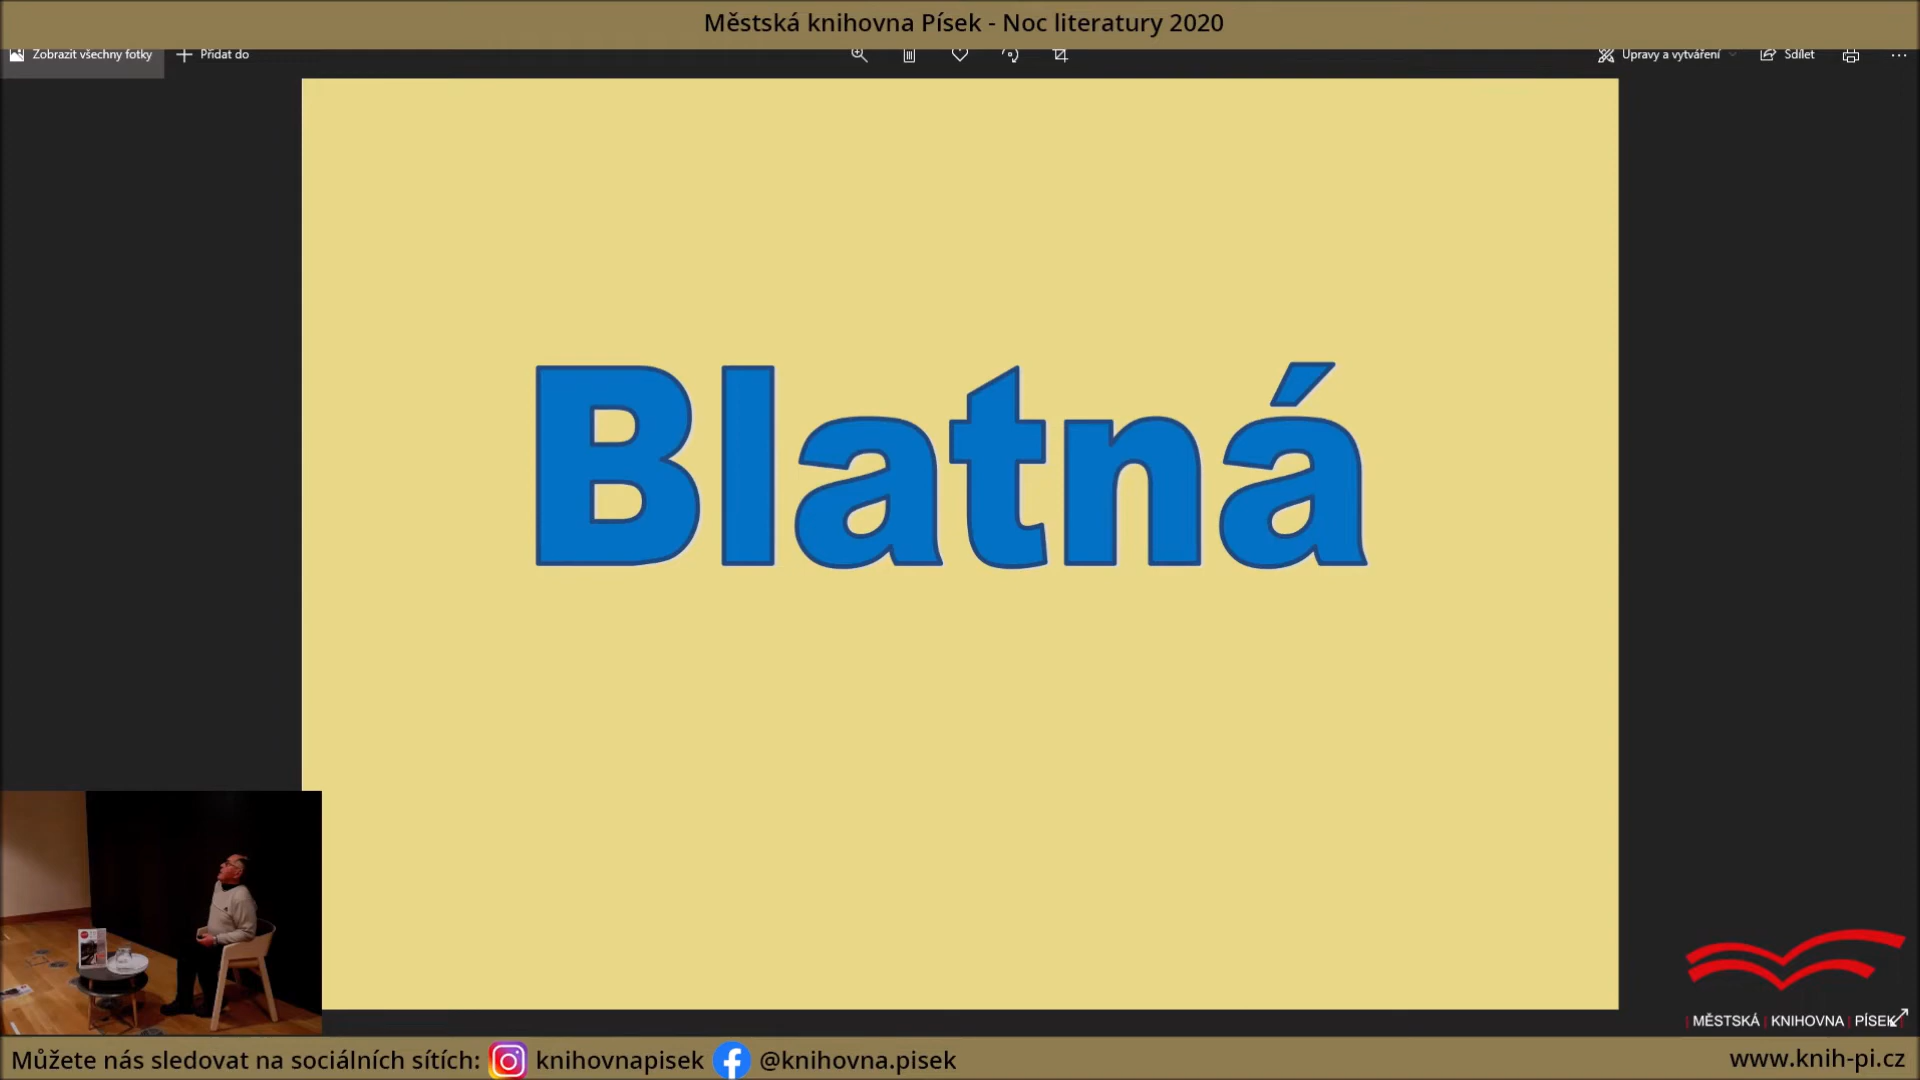 Městská knihovna Písek - Noc literatury 2020
Zobrazit všechny fotky
Přidat do
Úpravy a vytváření
Sdílet
Blatná
MĚSTSKÁ | KNIHOVNA | PÍSEK
Můžete nás sledovat na sociálních sítích: knihovnapisek @knihovna.pisek
www.knih-pi.cz